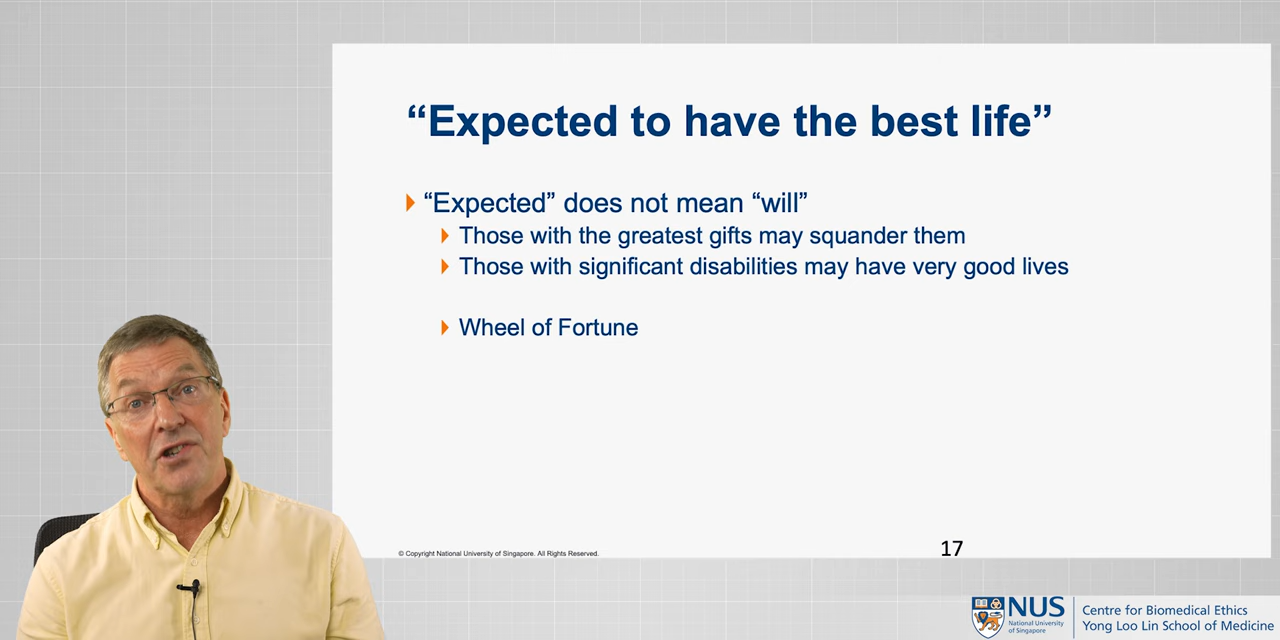 “Expected to have the best life”
“Expected” does not mean “will”
Those with the greatest gifts may squander them
Those with significant disabilities may have very good lives
Wheel of Fortune
© Copyright National University of Singapore. All Rights Reserved.
17
NUS
National University
of Singapore
Centre for Biomedical Ethics
Yong Loo Lin School of Medicine